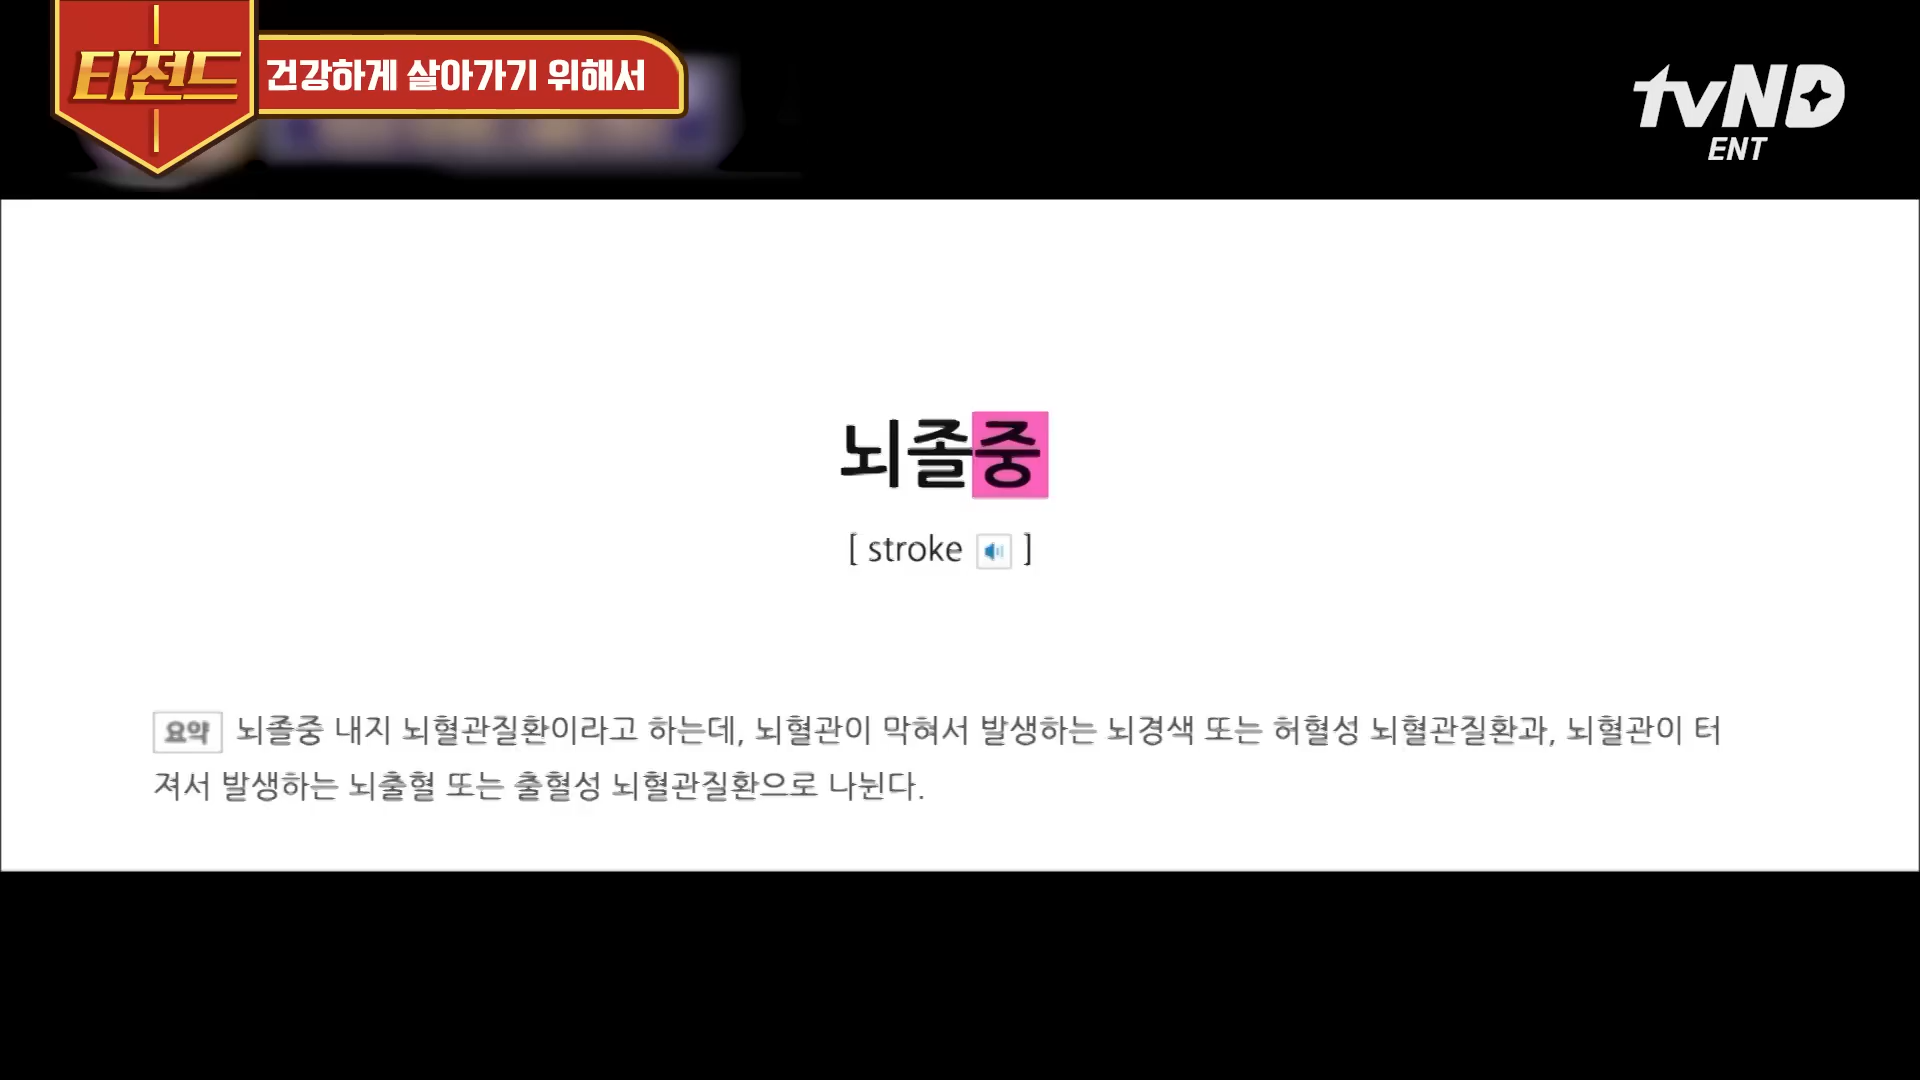 티전드
건강하게 살아가기 위해서
tvND
ENT
뇌졸중
[ stroke ]
요약 뇌졸중 내지 뇌혈관질환이라고 하는데, 뇌혈관이 막혀서 발생하는 뇌경색 또는 허혈성 뇌혈관질환과, 뇌혈관이 터
져서 발생하는 뇌출혈 또는 출혈성 뇌혈관질환으로 나뉜다.